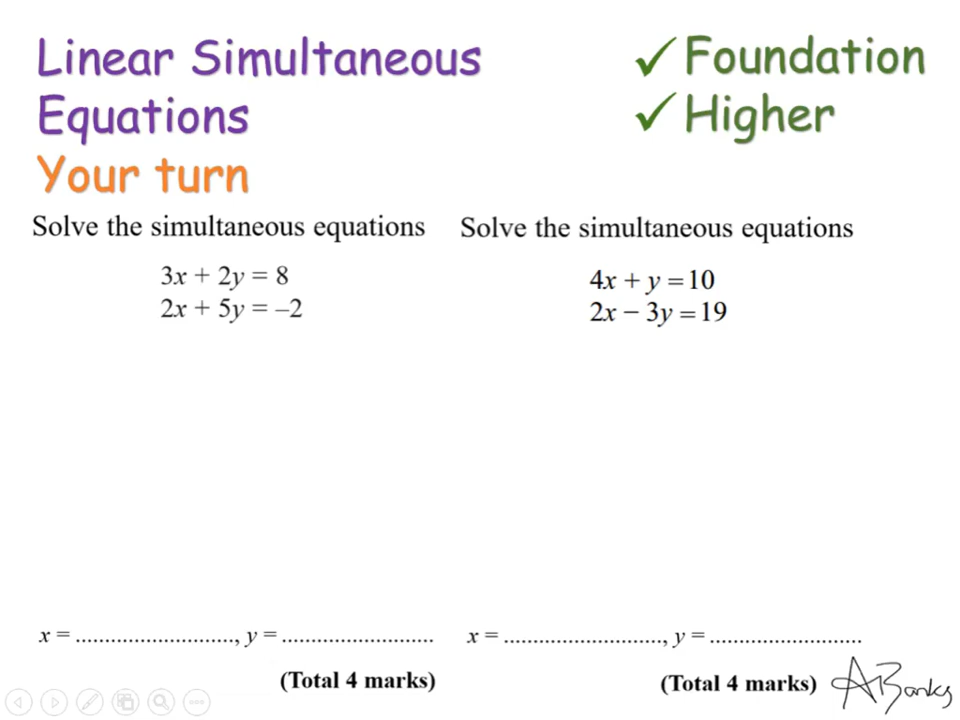 Linear Simultaneous
Equations
Your turn
✓ Foundation
✓ Higher
Solve the simultaneous equations
3x + 2y = 8
2x + 5y = –2
x = ..........................., y = ..........................
(Total 4 marks)
Solve the simultaneous equations
4x + y = 10
2x − 3y = 19
x = ..........................., y = ..........................
(Total 4 marks)
A Banks